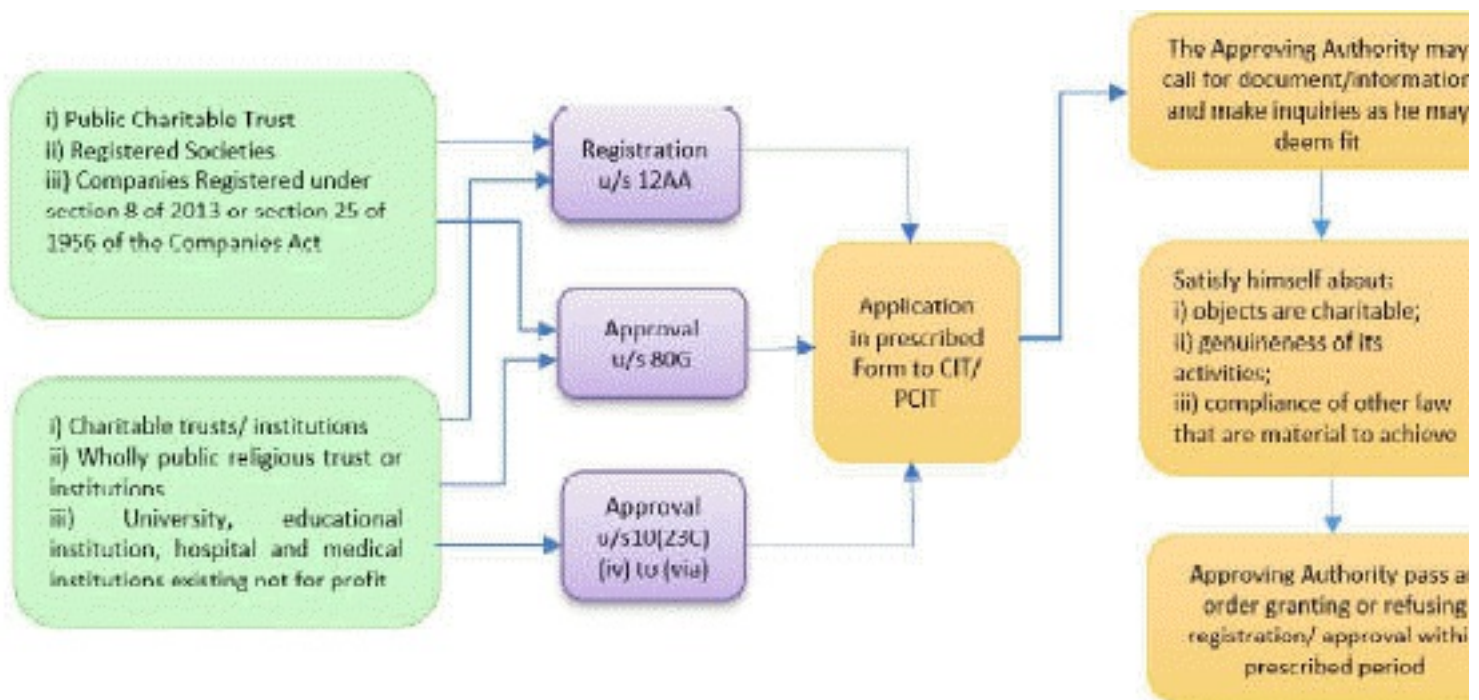 i) Public Charitable Trust
ii) Registered Societies
iii) Companies Registered under
section 8 of 2013 or section 25 of
1956 of the Companies Act
i) Charitable trusts/ institutions
ii) Wholly public religious trust or
institutions
iii) University, educational
institution, hospital and medical
institutions existing not for profit
Registration
u/s 12AA
Approval
u/s 80G
Approval
u/s10(23C)
(iv) to (via)
Application
in prescribed
Form to CIT/
PCIT
The Approving Authority may
call for document/information
and make inquiries as he may
deem fit
Satisfy himself about:
i) objects are charitable;
ii) genuineness of its
activities;
iii) compliance of other law
that are material to achieve
Approving Authority pass a
order granting or refusing
registration/ approval withi
prescribed period